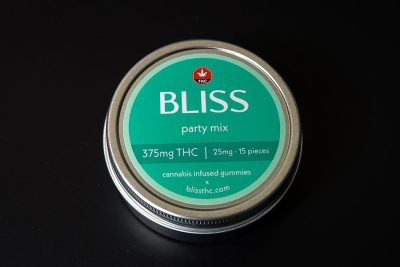 THC
BLISS
party mix
375mg THC | 25mg · 15 pieces
cannabis infused gummies
x
blissthc.com